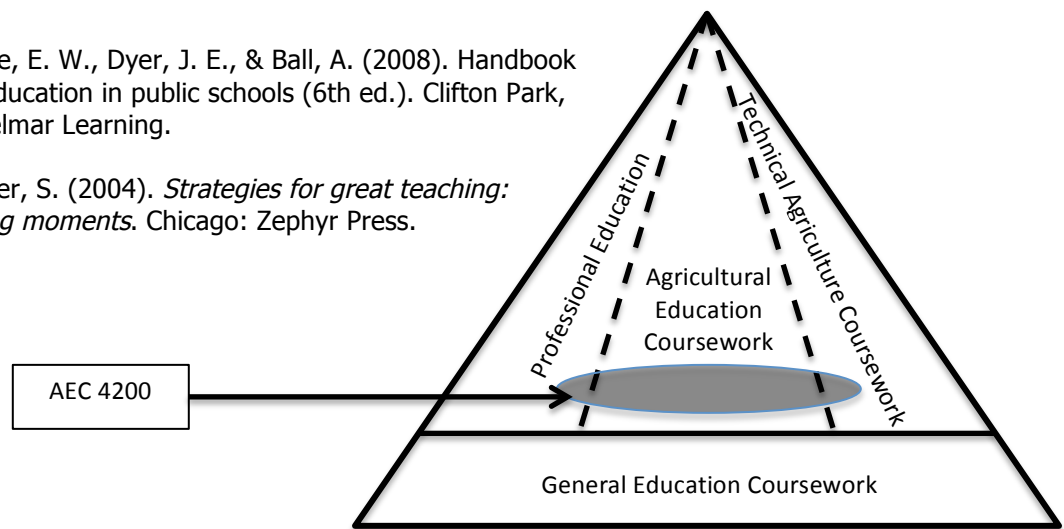 e, E. W., Dyer, J. E., & Ball, A. (2008). Handbook
ducation in public schools (6th ed.). Clifton Park,
elmar Learning.
er, S. (2004). Strategies for great teaching:
g moments. Chicago: Zephyr Press.
Professional Education
Technical Agriculture Coursework
Agricultural
Education
Coursework
AEC 4200
General Education Coursework